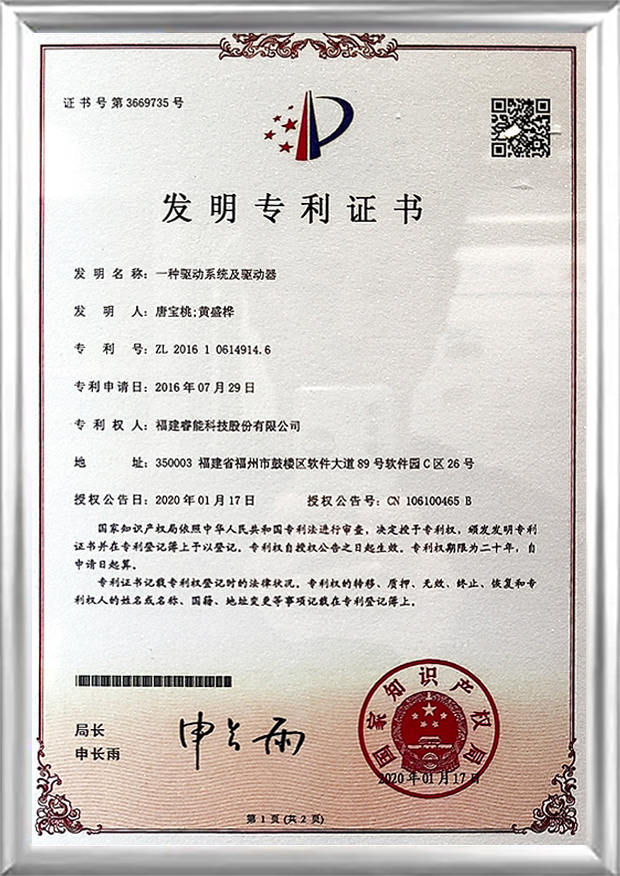 证书号第3669735号
发明专利证书
发明名称：一种驱动系统及驱动器
发明人：唐宝桃;黄盛桦
专利号：ZL 2016 1 0614914.6
专利申请日：2016年07月29日
专利权人：福建睿能科技股份有限公司
地址：350003 福建省福州市鼓楼区软件大道89号软件园C区26号
授权公告日：2020年01月17日 授权公告号：CN 106100465 B
国家知识产权局依照中华人民共和国专利法进行审查，决定授予专利权，颁发发明专利
证书并在专利登记簿上予以登记。专利权自授权公告之日起生效。专利权期限为二十年，自
申请日起算。
专利证书记载专利权登记时的法律状况。专利权的转移、质押、无效、终止、恢复和专
利权人的姓名或名称、国籍、地址变更等事项记载在专利登记簿上。
局长
申长雨
申长雨
国家知识产权局
2020年01月17日
第1页(共2页)